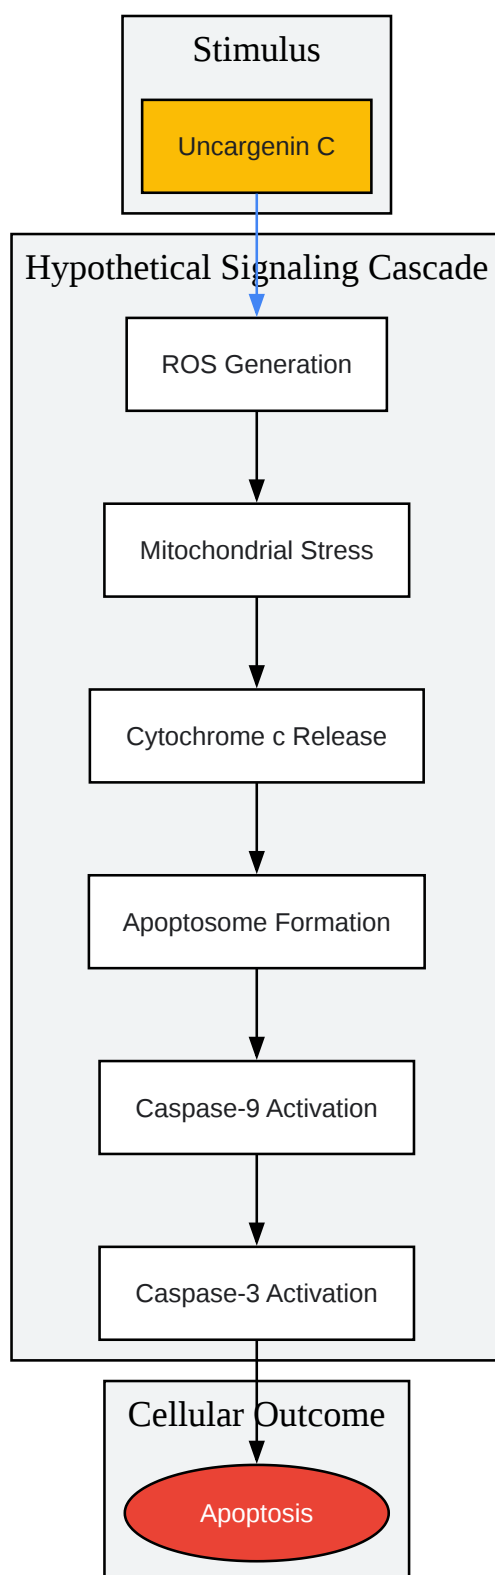 Stimulus
Uncargenin C
Hypothetical Signaling Cascade
ROS Generation
Mitochondrial Stress
Cytochrome c Release
Apoptosome Formation
Caspase-9 Activation
Caspase-3 Activation
Cellular Outcome
Apoptosis